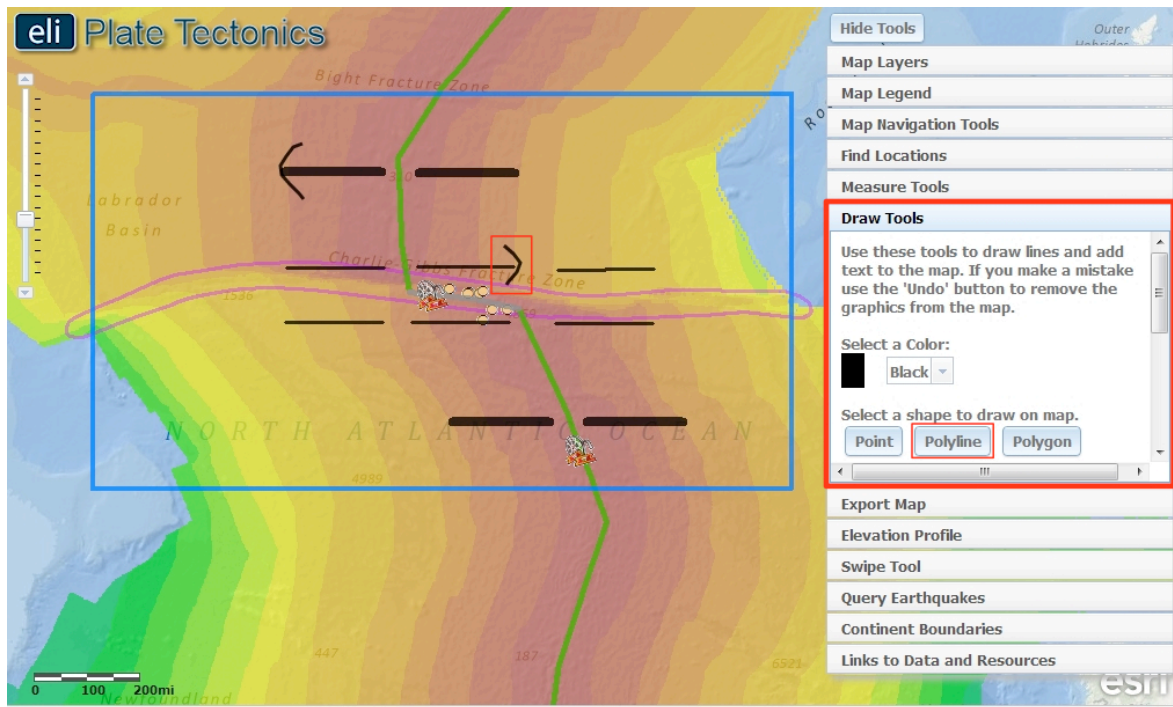 eli Plate Tectonics
Hide Tools
Outer
Hebrides
Map Layers
Map Legend
Map Navigation Tools
Find Locations
Measure Tools
Draw Tools
Use these tools to draw lines and add
text to the map. If you make a mistake
use the 'Undo' button to remove the
graphics from the map.
Select a Color:
Black
Select a shape to draw on map.
Point Polyline Polygon
Export Map
Elevation Profile
Swipe Tool
Query Earthquakes
Continent Boundaries
Links to Data and Resources
esri
Bight Fracture Zone
Ro
310
Labrador
Basin
Charlie-Gibbs Fracture Zone
1536
NORTH ATLANTIC OCEAN
4989
447
187
6521
0 100 200mi
Newfoundland